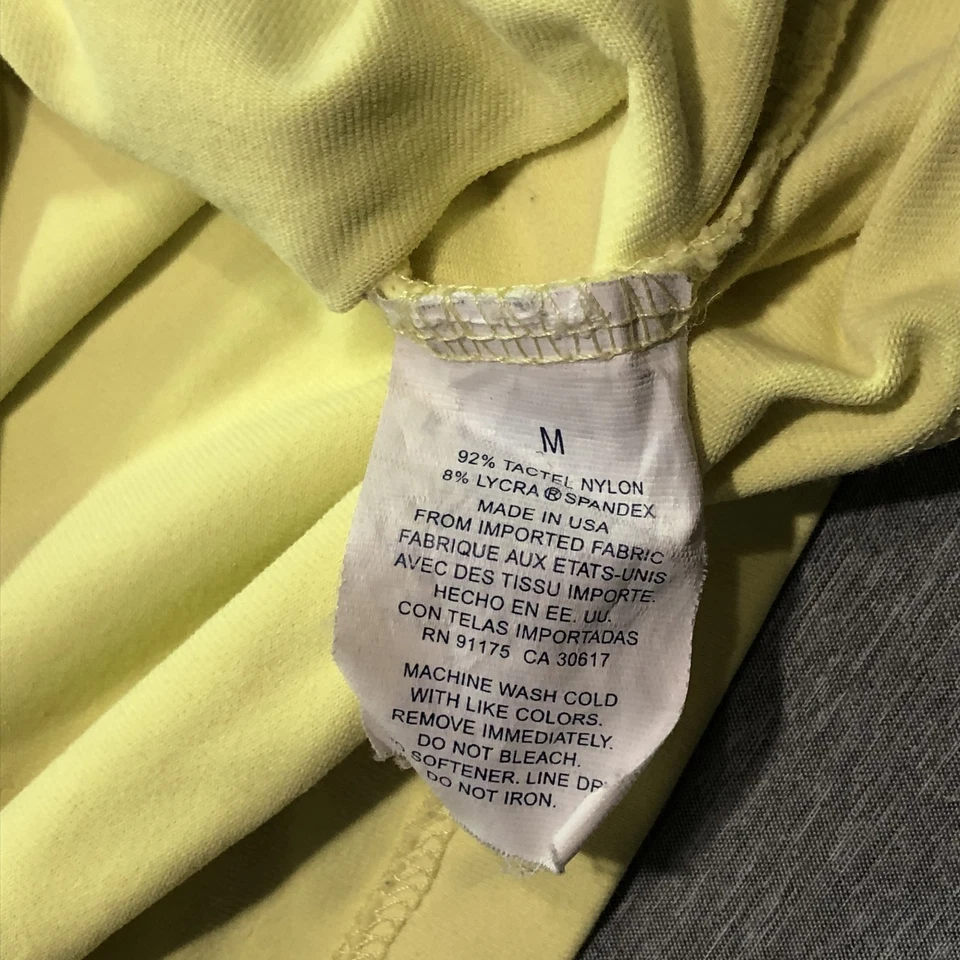 M
92% TACTEL NYLON
8% LYCRA ® SPANDEX
MADE IN USA
FROM IMPORTED FABRIC
FABRIQUE AUX ETATS-UNIS
AVEC DES TISSU IMPORTE.
HECHO EN EE. UU.
CON TELAS IMPORTADAS
RN 91175 CA 30617
MACHINE WASH COLD
WITH LIKE COLORS.
REMOVE IMMEDIATELY.
DO NOT BLEACH.
SOFTENER. LINE
DO NOT IRON.